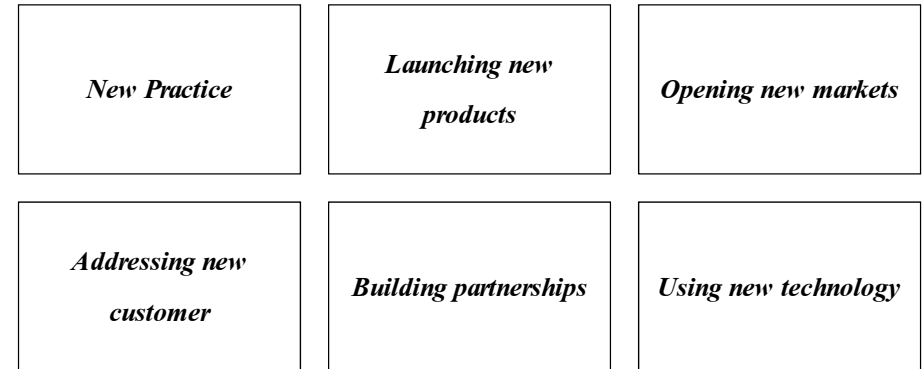 New Practice
Launching new
products
Opening new markets
Addressing new
customer
Building partnerships
Using new technology